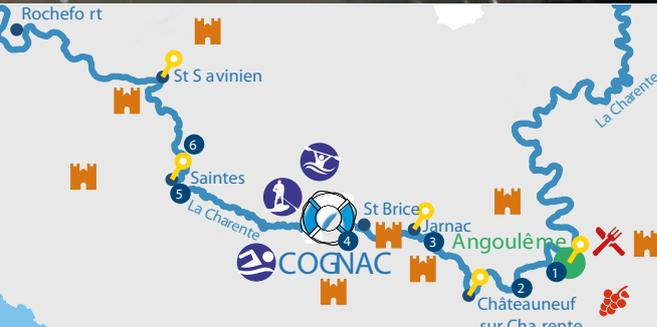 Rochefo rt
St S avinien
La Charente
6
Saintes
5
La Charente
St Brice
Jarnac
4
3
Angoulême
COGNAC
1
2
Châteauneuf
sur Cha rente